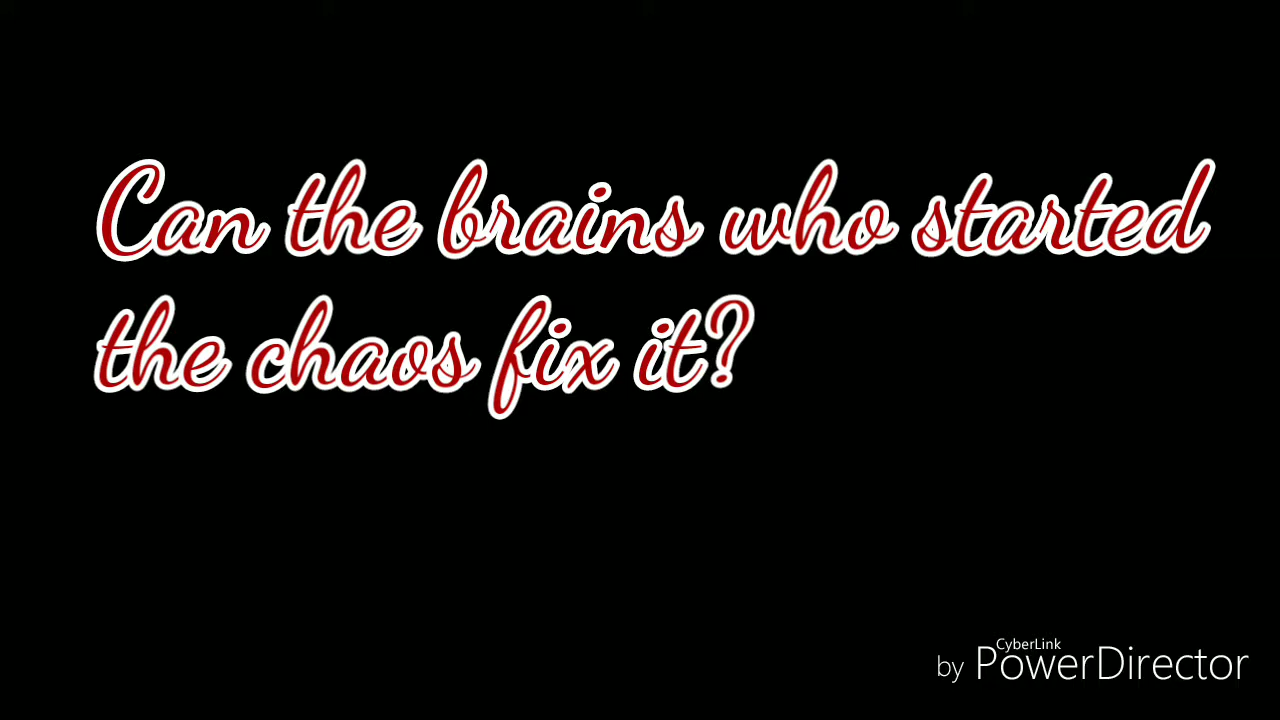 Can the brains who started
the chaos fix it?
CyberLink
by PowerDirector